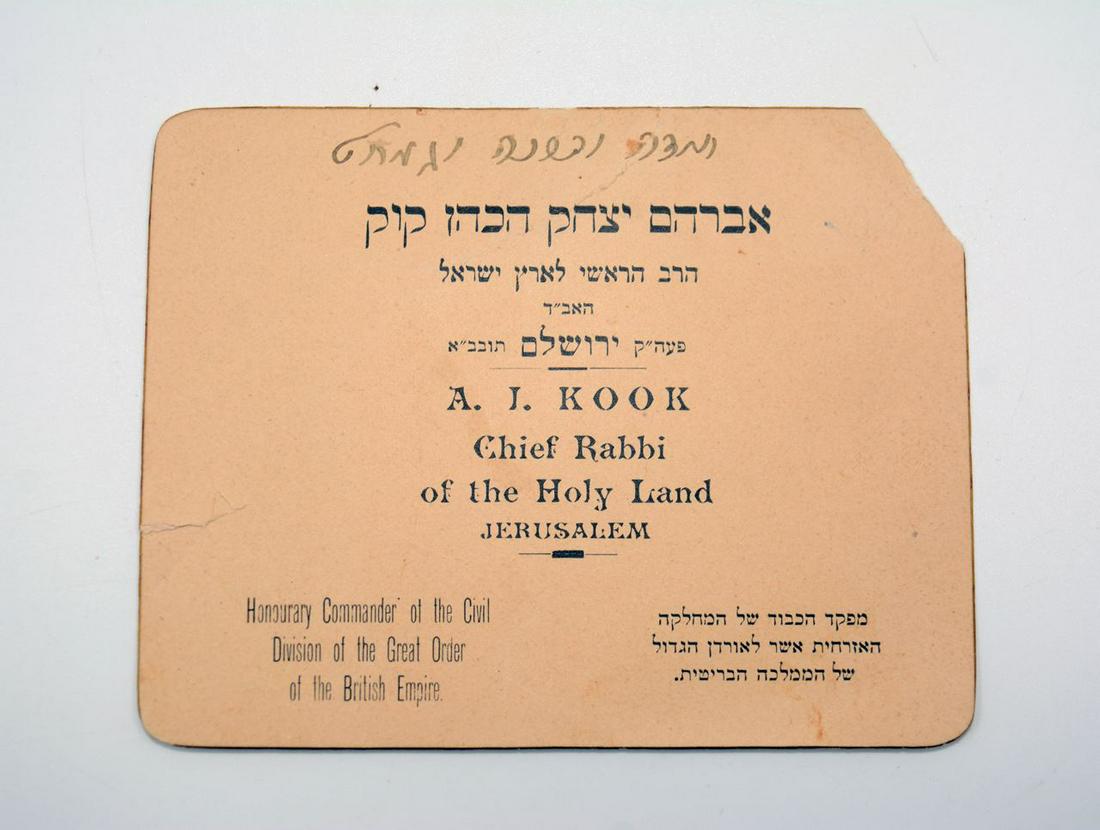 אברהם יצחק הכהן קוק
הרב הראשי לארץ ישראל
האב״ד
פעה״ק ירושלם תובב״א
A. I. KOOK
Chief Rabbi
of the Holy Land
JERUSALEM
Honourary Commander of the Civil
Division of the Great Order
of the British Empire.
מפקד הכבוד של המחלקה
האזרחית אשר לאורדן הגדול
של הממלכה הבריטית.